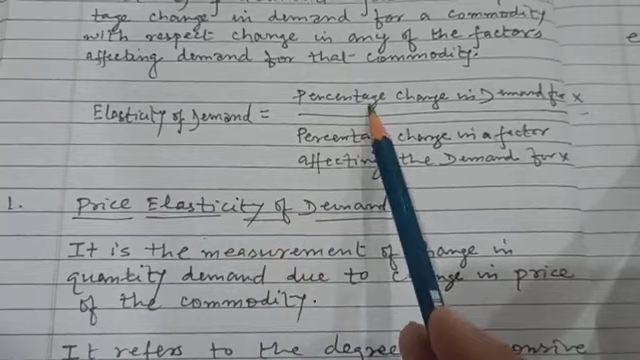 tage change in demand for a commodity
with respect change in any of the factors
affecting demand for that commodity.
Elasticity of Demand = Percentage change in Demand for x
Percentage change in a factor
affecting the Demand for x
1. Price Elasticity of Demand
It is the measurement of change in
quantity demand due to change in price
of the commodity.
It refers to the degree